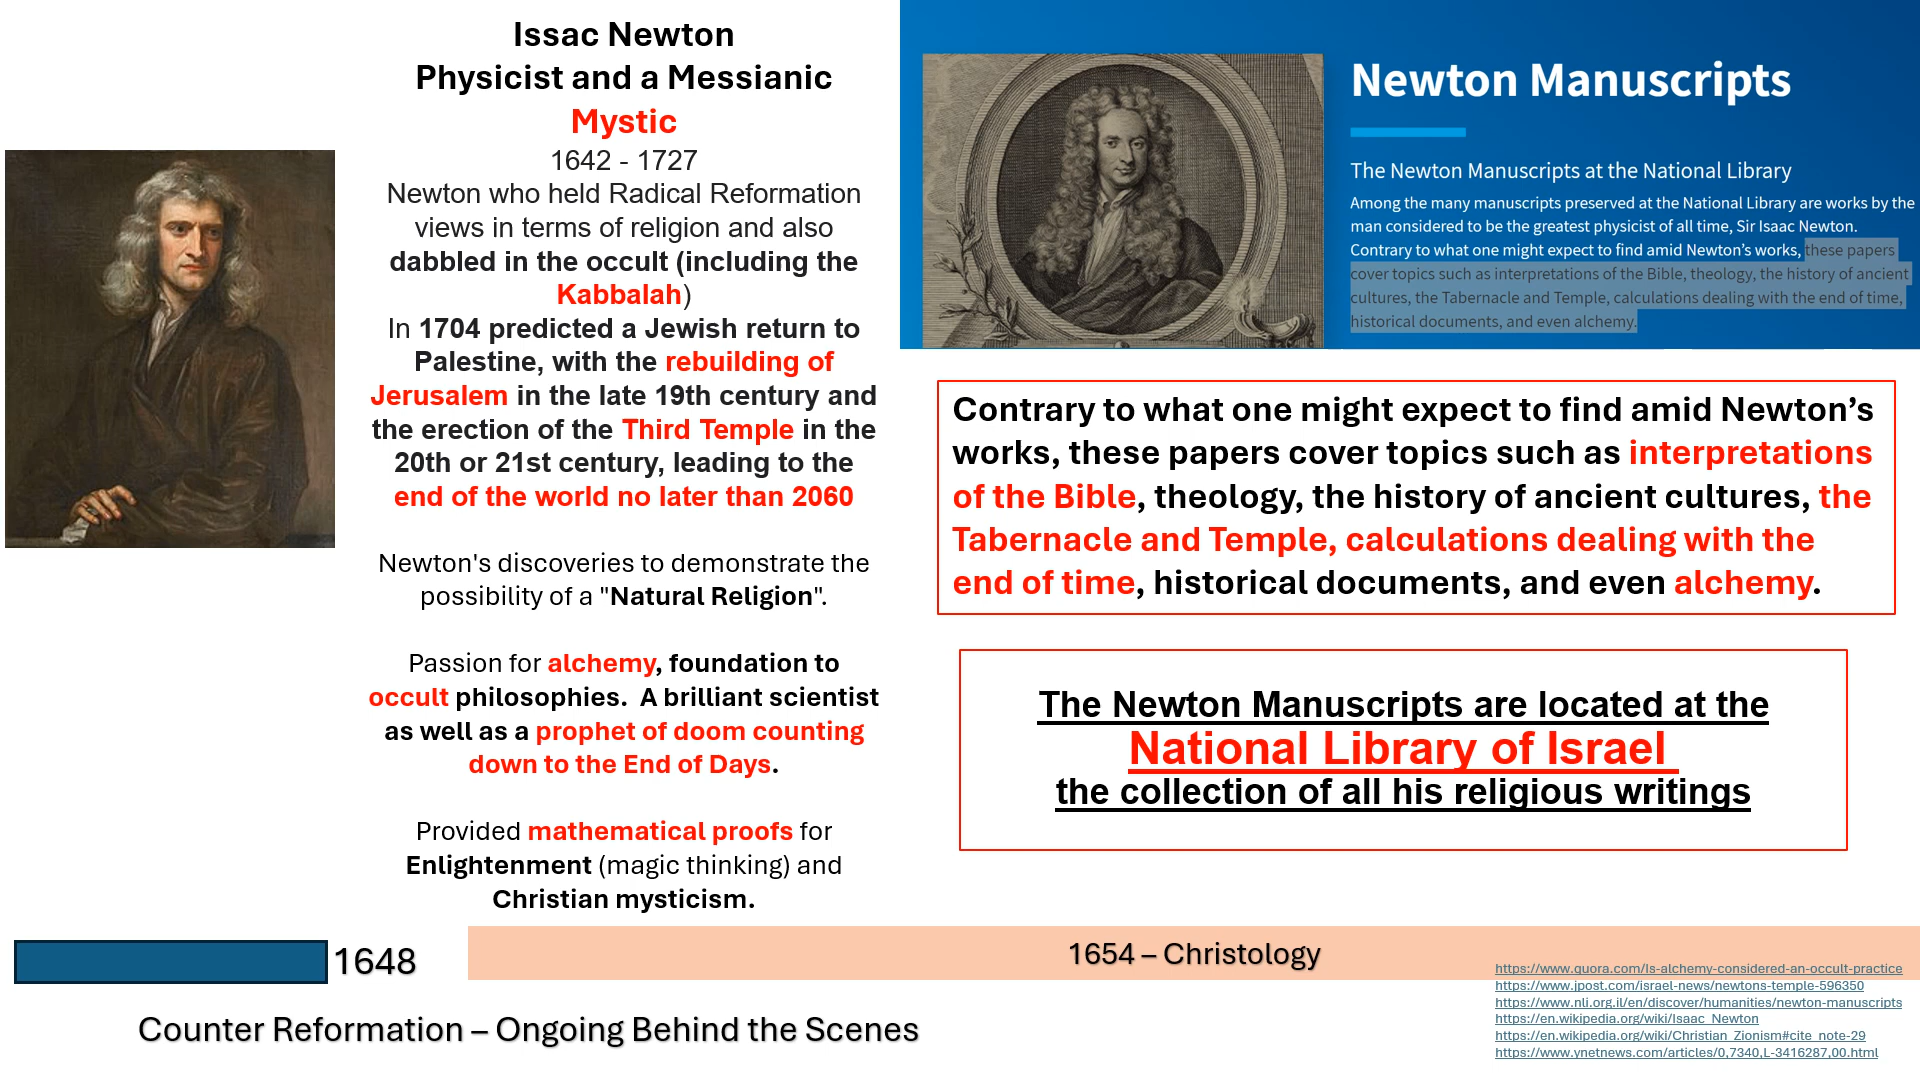 Issac Newton
Physicist and a Messianic
Mystic
1642 - 1727
Newton who held Radical Reformation
views in terms of religion and also
dabbled in the occult (including the
Kabbalah)
In 1704 predicted a Jewish return to
Palestine, with the rebuilding of
Jerusalem in the late 19th century and
the erection of the Third Temple in the
20th or 21st century, leading to the
end of the world no later than 2060
Newton's discoveries to demonstrate the
possibility of a "Natural Religion".
Passion for alchemy, foundation to
occult philosophies.  A brilliant scientist
as well as a prophet of doom counting
down to the End of Days.
Provided mathematical proofs for
Enlightenment (magic thinking) and
Christian mysticism.
Newton Manuscripts
The Newton Manuscripts at the National Library
Among the many manuscripts preserved at the National Library are works by the
man considered to be the greatest physicist of all time, Sir Isaac Newton.
Contrary to what one might expect to find amid Newton’s works, these papers
cover topics such as interpretations of the Bible, theology, the history of ancient
cultures, the Tabernacle and Temple, calculations dealing with the end of time,
historical documents, and even alchemy.
Contrary to what one might expect to find amid Newton’s
works, these papers cover topics such as interpretations
of the Bible, theology, the history of ancient cultures, the
Tabernacle and Temple, calculations dealing with the
end of time, historical documents, and even alchemy.
The Newton Manuscripts are located at the
National Library of Israel
the collection of all his religious writings
1648
1654 – Christology
Counter Reformation – Ongoing Behind the Scenes
https://www.quora.com/Is-alchemy-considered-an-occult-practice
https://www.jpost.com/israel-news/newtons-temple-596350
https://www.nli.org.il/en/discover/humanities/newton-manuscripts
https://en.wikipedia.org/wiki/Isaac_Newton
https://en.wikipedia.org/wiki/Christian_Zionism#cite_note-29
https://www.ynetnews.com/articles/0,7340,L-3416287,00.html